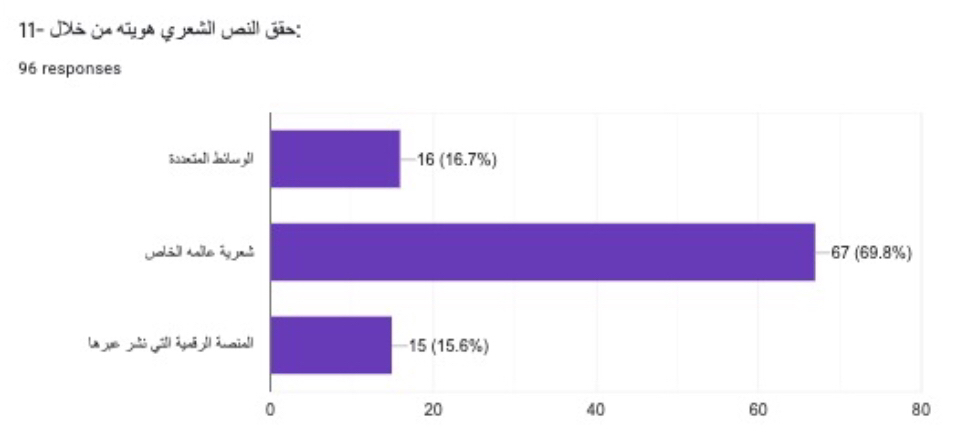 11- حقق النص الشعري هويته من خلال:
96 responses
الوسائط المتعددة
16 (16.7%)
شعرية عالمه الخاص
67 (69.8%)
المنصة الرقمية التي نشر عبرها
15 (15.6%)
0 20 40 60 80